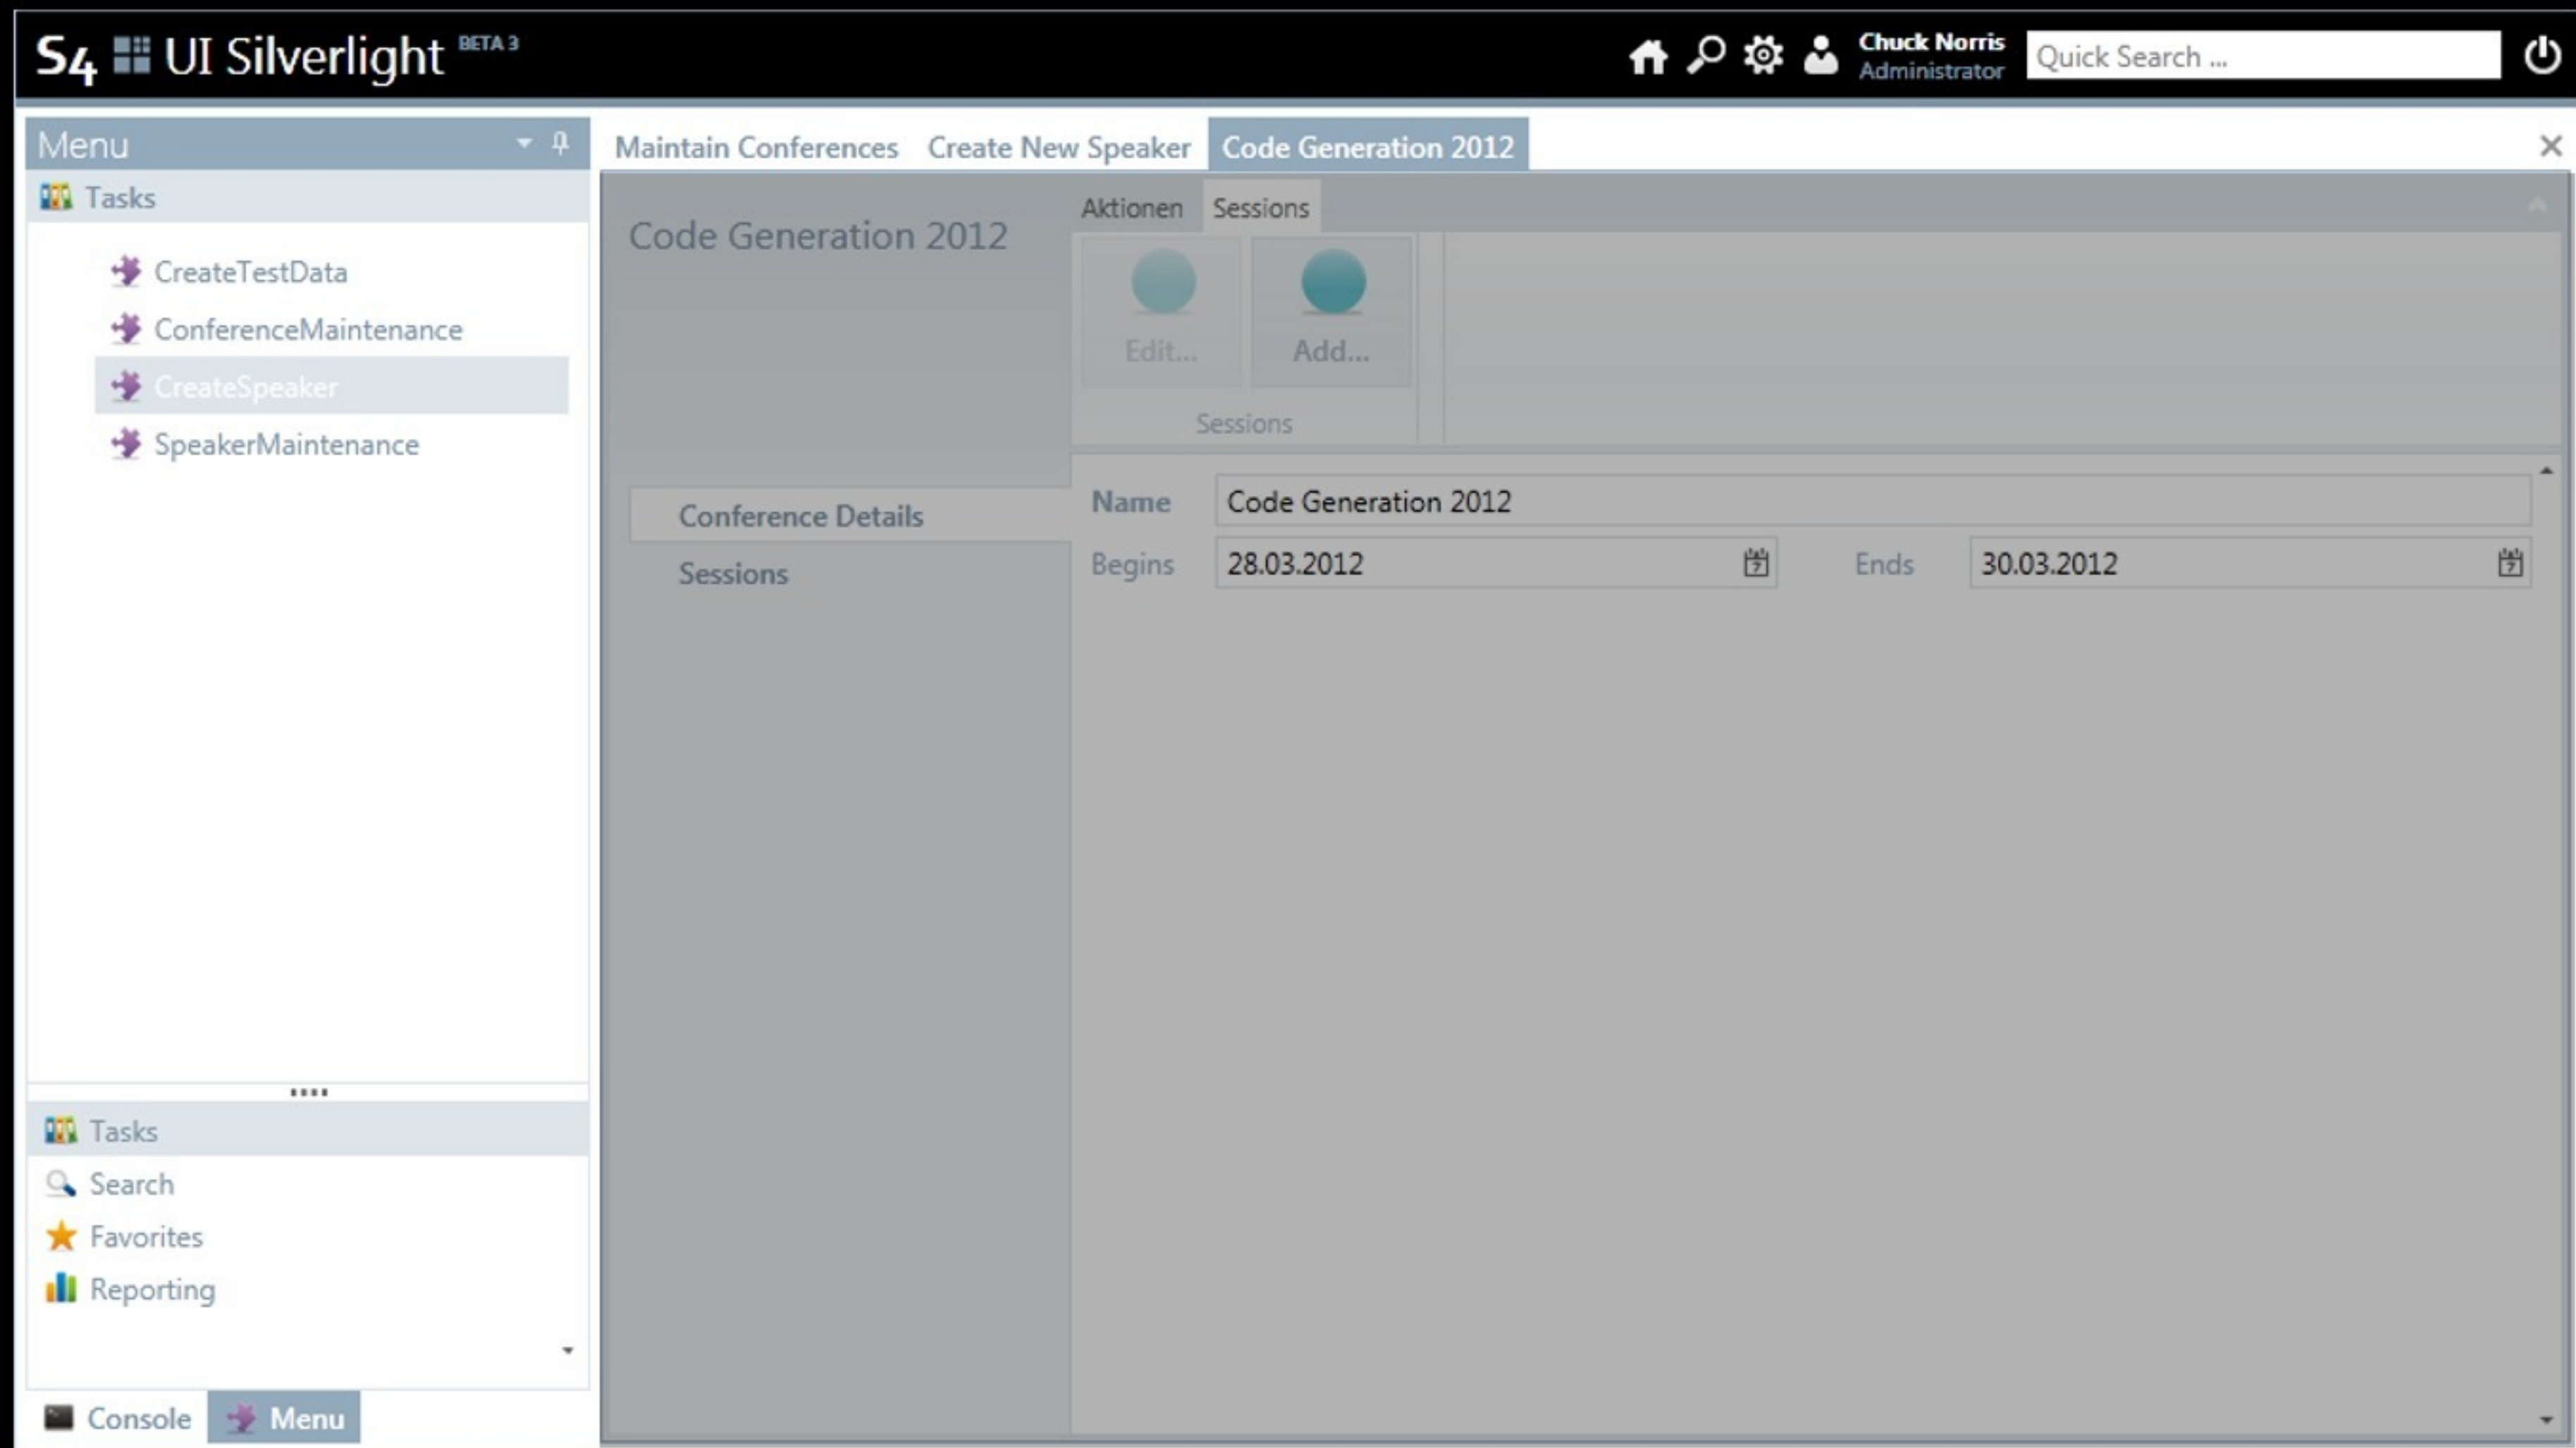 S4 UI Silverlight BETA 3
Chuck Norris
Administrator
Quick Search ...
Menu
Maintain Conferences Create New Speaker Code Generation 2012
Tasks
CreateTestData
ConferenceMaintenance
CreateSpeaker
SpeakerMaintenance
Tasks
Search
Favorites
Reporting
Console Menu
Code Generation 2012
Conference Details
Sessions
Aktionen Sessions
Edit... Add...
Sessions
Name Code Generation 2012
Begins 28.03.2012 Ends 30.03.2012